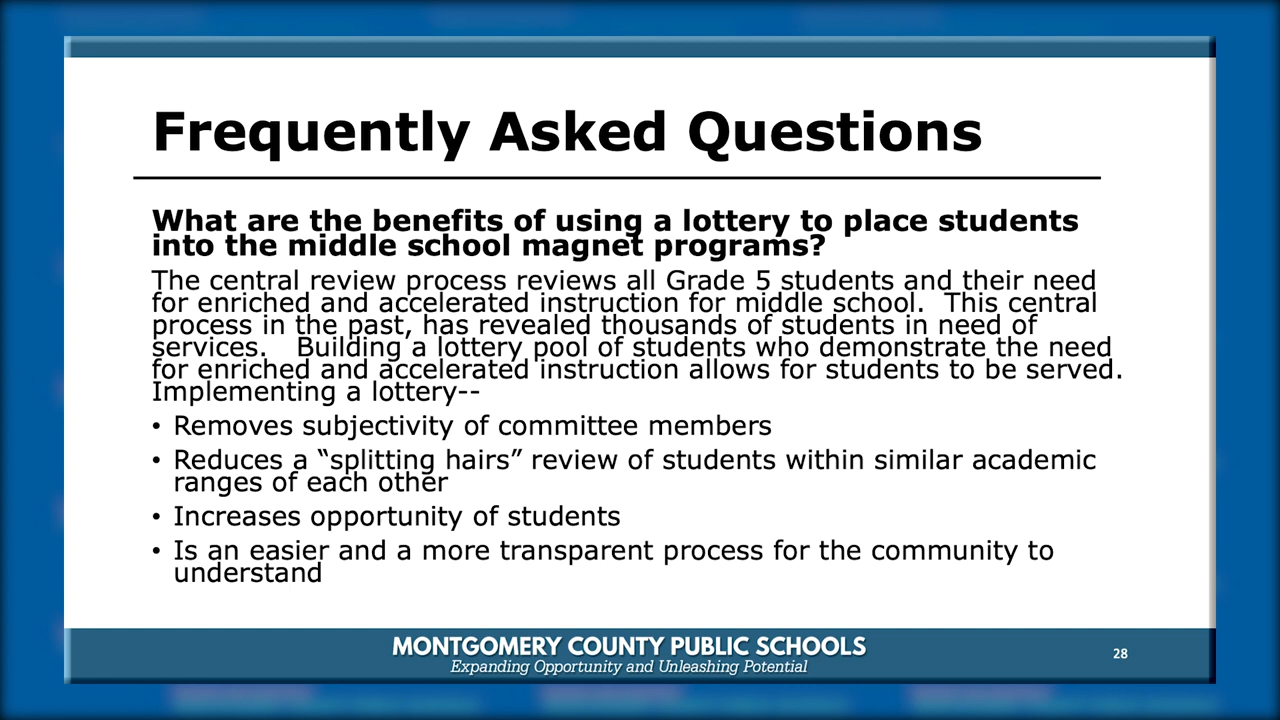 Frequently Asked Questions
What are the benefits of using a lottery to place students
into the middle school magnet programs?
The central review process reviews all Grade 5 students and their need
for enriched and accelerated instruction for middle school.  This central
process in the past, has revealed thousands of students in need of
services.   Building a lottery pool of students who demonstrate the need
for enriched and accelerated instruction allows for students to be served.
Implementing a lottery--
• Removes subjectivity of committee members
• Reduces a “splitting hairs” review of students within similar academic
ranges of each other
• Increases opportunity of students
• Is an easier and a more transparent process for the community to
understand
MONTGOMERY COUNTY PUBLIC SCHOOLS
Expanding Opportunity and Unleashing Potential
28